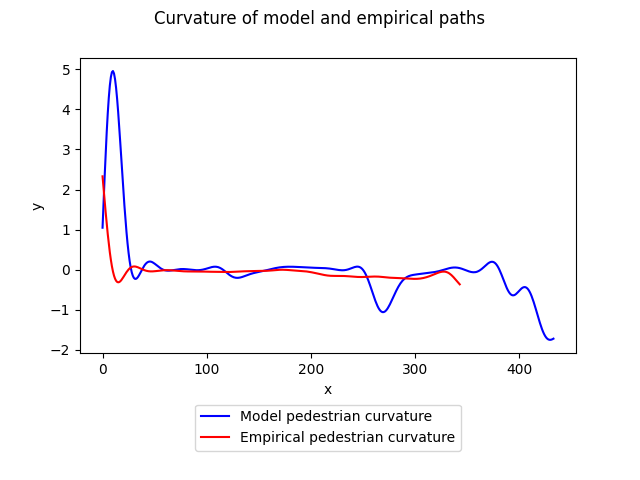 Curvature of model and empirical paths
5
4
3
2
1
0
−1
−2
y
0 100 200 300 400
x
Model pedestrian curvature
Empirical pedestrian curvature